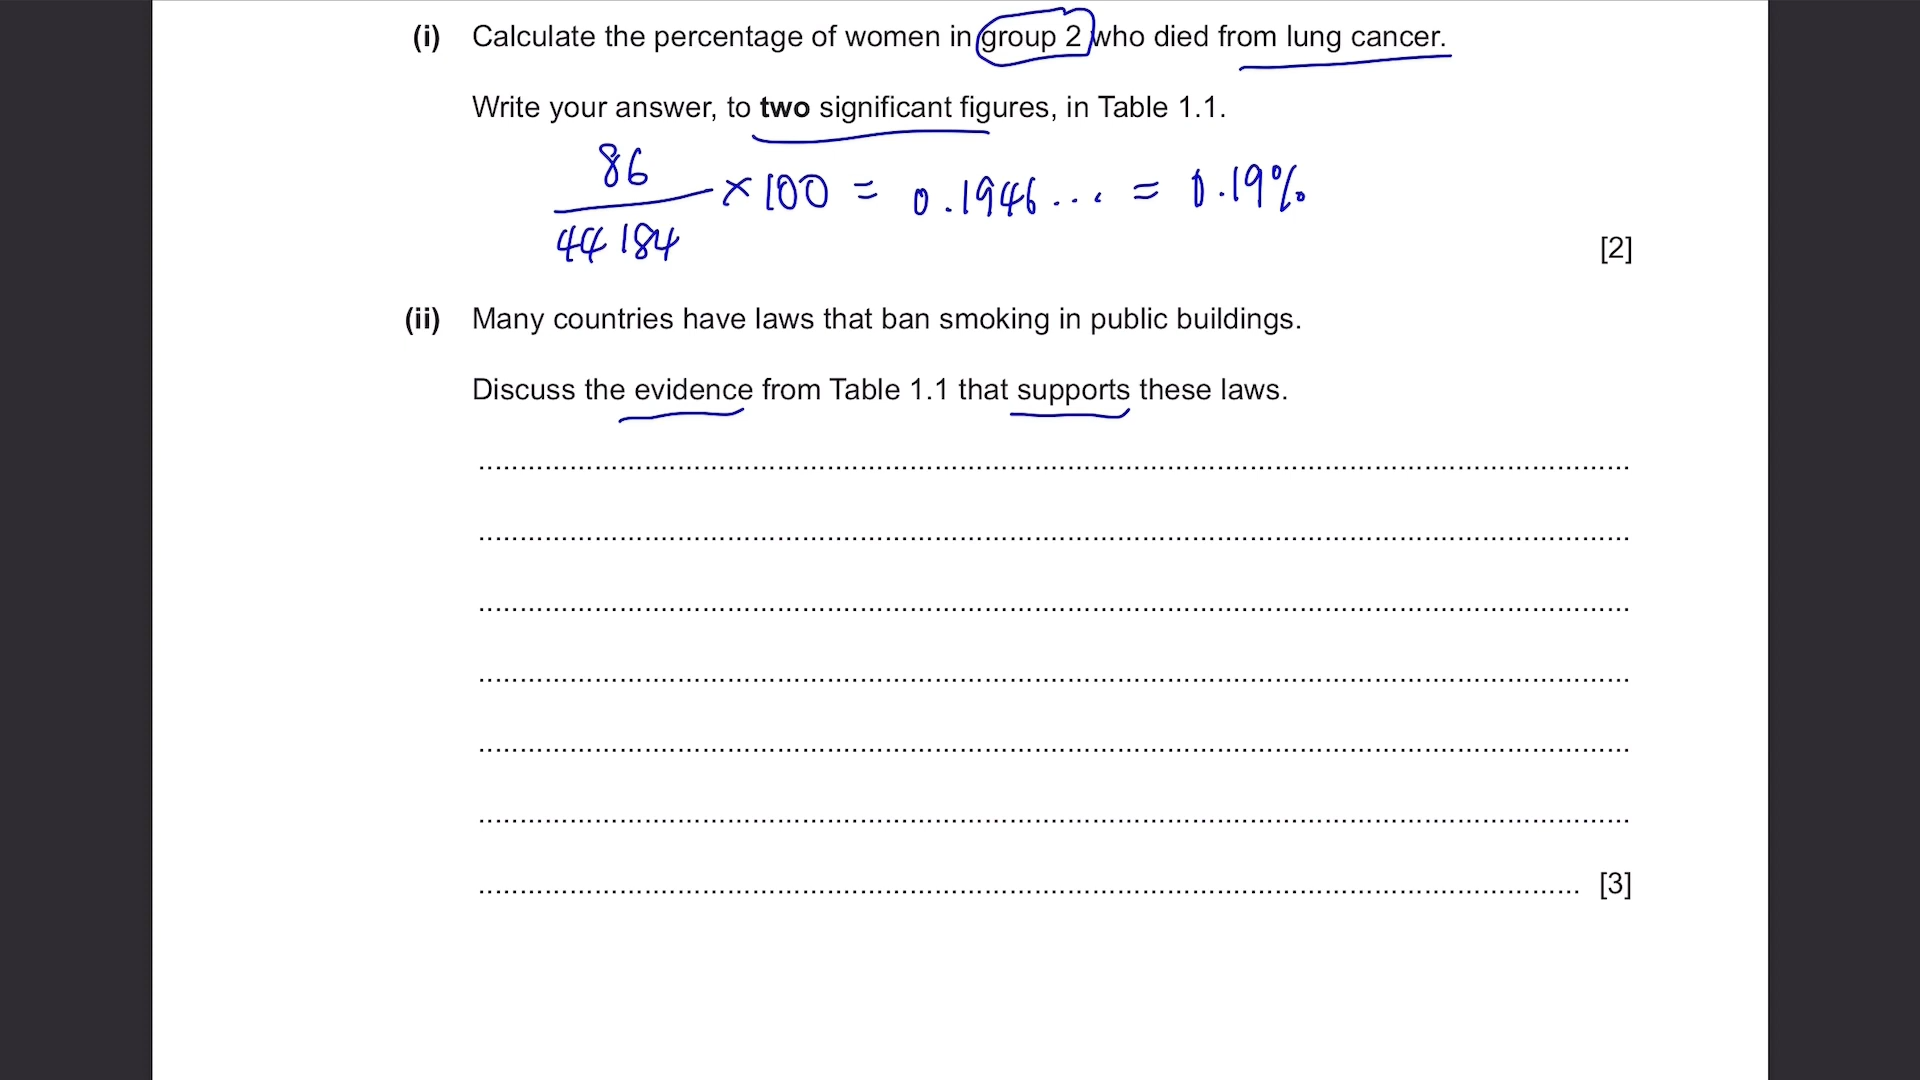 (i) Calculate the percentage of women in group 2 who died from lung cancer.
Write your answer, to two significant figures, in Table 1.1.
86
44 184
× 100 = 0.1946... = 0.19%
[2]
(ii) Many countries have laws that ban smoking in public buildings.
Discuss the evidence from Table 1.1 that supports these laws.
[3]